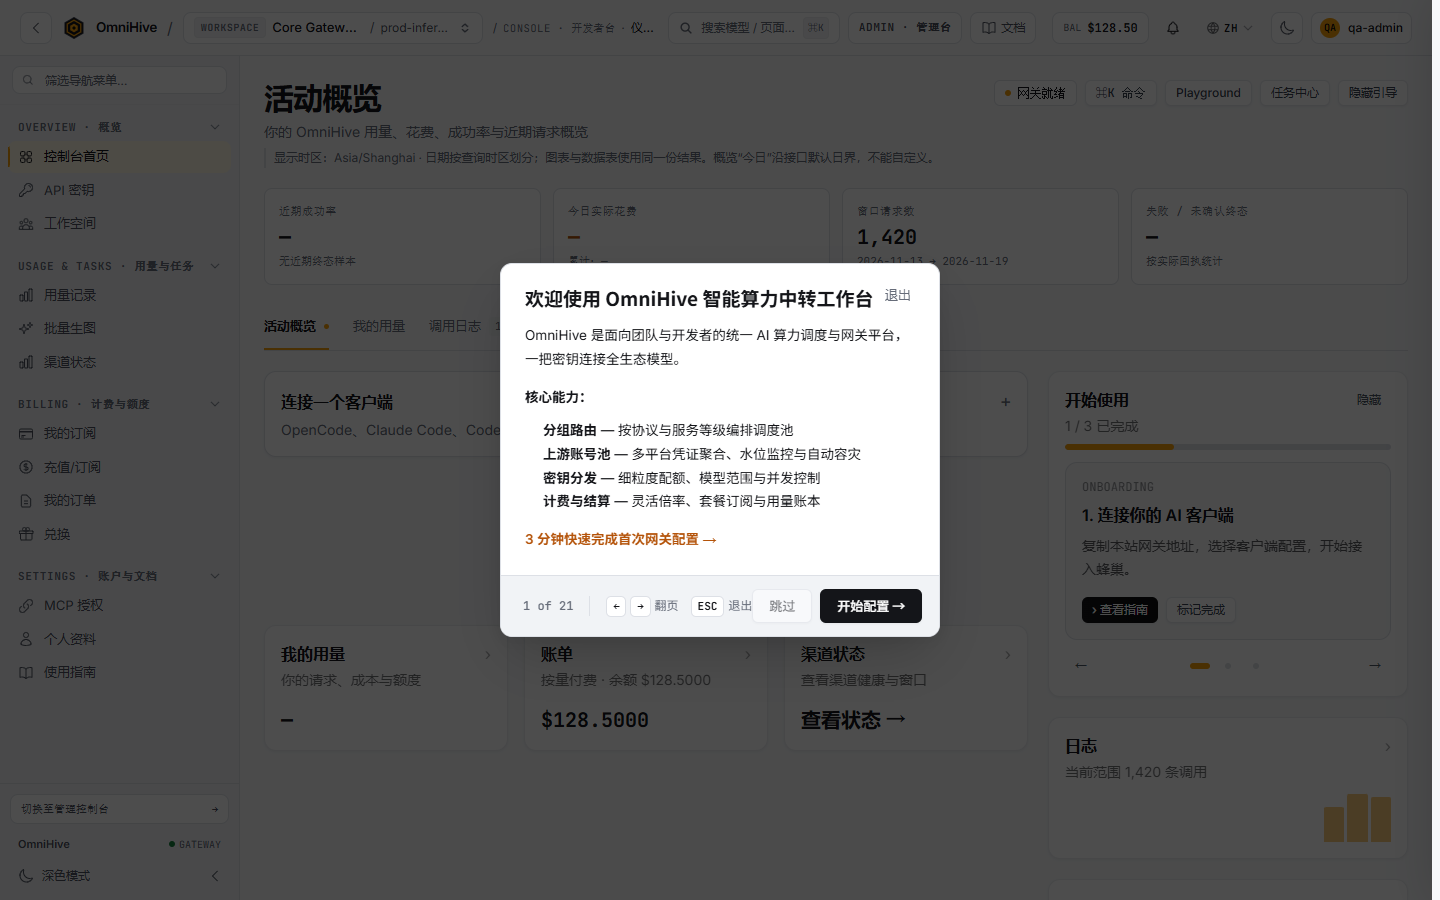 OmniHive / WORKSPACE Core Gatew... / prod-infer... / CONSOLE · 开发者台 · 仪... 搜索模型 / 页面... ⌘K ADMIN · 管理台 文档 BAL $128.50 ZH QA qa-admin
筛选导航菜单...
OVERVIEW · 概览
控制台首页
API 密钥
工作空间
USAGE & TASKS · 用量与任务
用量记录
批量生图
渠道状态
BILLING · 计费与额度
我的订阅
充值/订阅
我的订单
兑换
SETTINGS · 账户与文档
MCP 授权
个人资料
使用指南
切换至管理控制台 →
OmniHive GATEWAY
深色模式
活动概览
网关就绪 ⌘K 命令 Playground 任务中心 隐藏引导
你的 OmniHive 用量、花费、成功率与近期请求概览
显示时区：Asia/Shanghai · 日期按查询时区划分；图表与数据表使用同一份结果。概览“今日”沿接口默认日界，不能自定义。
近期成功率
—
无近期终态样本
今日实际花费
—
累计: —
窗口请求数
1,420
2026-11-13 → 2026-11-19
失败 / 未确认终态
—
按实际回执统计
活动概览 我的用量 调用日志
连接一个客户端 +
OpenCode、Claude Code、Code
欢迎使用 OmniHive 智能算力中转工作台 退出
OmniHive 是面向团队与开发者的统一 AI 算力调度与网关平台，
一把密钥连接全生态模型。
核心能力：
分组路由 — 按协议与服务等级编排调度池
上游账号池 — 多平台凭证聚合、水位监控与自动容灾
密钥分发 — 细粒度配额、模型范围与并发控制
计费与结算 — 灵活倍率、套餐订阅与用量账本
3 分钟快速完成首次网关配置 →
1 of 21 ← → 翻页 ESC 退出 跳过 开始配置 →
我的用量
你的请求、成本与额度
—
账单
按量付费 · 余额 $128.5000
$128.5000
渠道状态
查看渠道健康与窗口
查看状态 →
开始使用 隐藏
1 / 3 已完成
ONBOARDING
1. 连接你的 AI 客户端
复制本站网关地址，选择客户端配置，开始接
入蜂巢。
› 查看指南 标记完成
← →
日志
当前范围 1,420 条调用